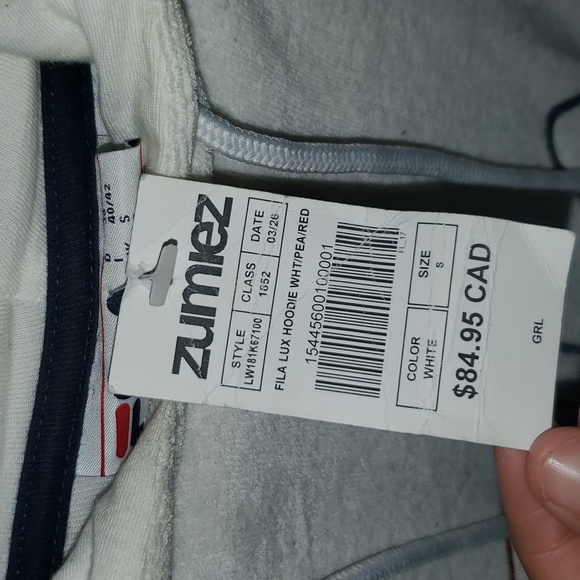 zumiez
STYLE CLASS DATE
LW181K67100 1652 03/26
FILA LUX HOODIE WHT/PEA/RED
15445600100001
FL_17
COLOR SIZE
WHITE S
$84.95 CAD
GRL
40/42
S